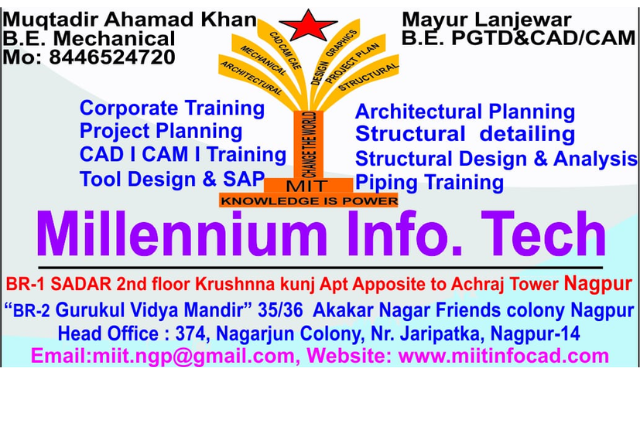 Muqtadir Ahamad Khan
B.E. Mechanical
Mo: 8446524720
Mayur Lanjewar
B.E. PGTD&CAD/CAM
ARCHITECTURAL
MECHANICAL
CAD CAM CAE
DESIGN GRAPHICS
PROJECT PLAN
STRUCTURAL
CHANGE THE WORLD
MIT
KNOWLEDGE IS POWER
Corporate Training
Project Planning
CAD I CAM I Training
Tool Design & SAP
Architectural Planning
Structural detailing
Structural Design & Analysis
Piping Training
Millennium Info. Tech
BR-1 SADAR 2nd floor Krushnna kunj Apt Apposite to Achraj Tower Nagpur
“BR-2 Gurukul Vidya Mandir” 35/36 Akakar Nagar Friends colony Nagpur
Head Office : 374, Nagarjun Colony, Nr. Jaripatka, Nagpur-14
Email:miit.ngp@gmail.com, Website: www.miitinfocad.com